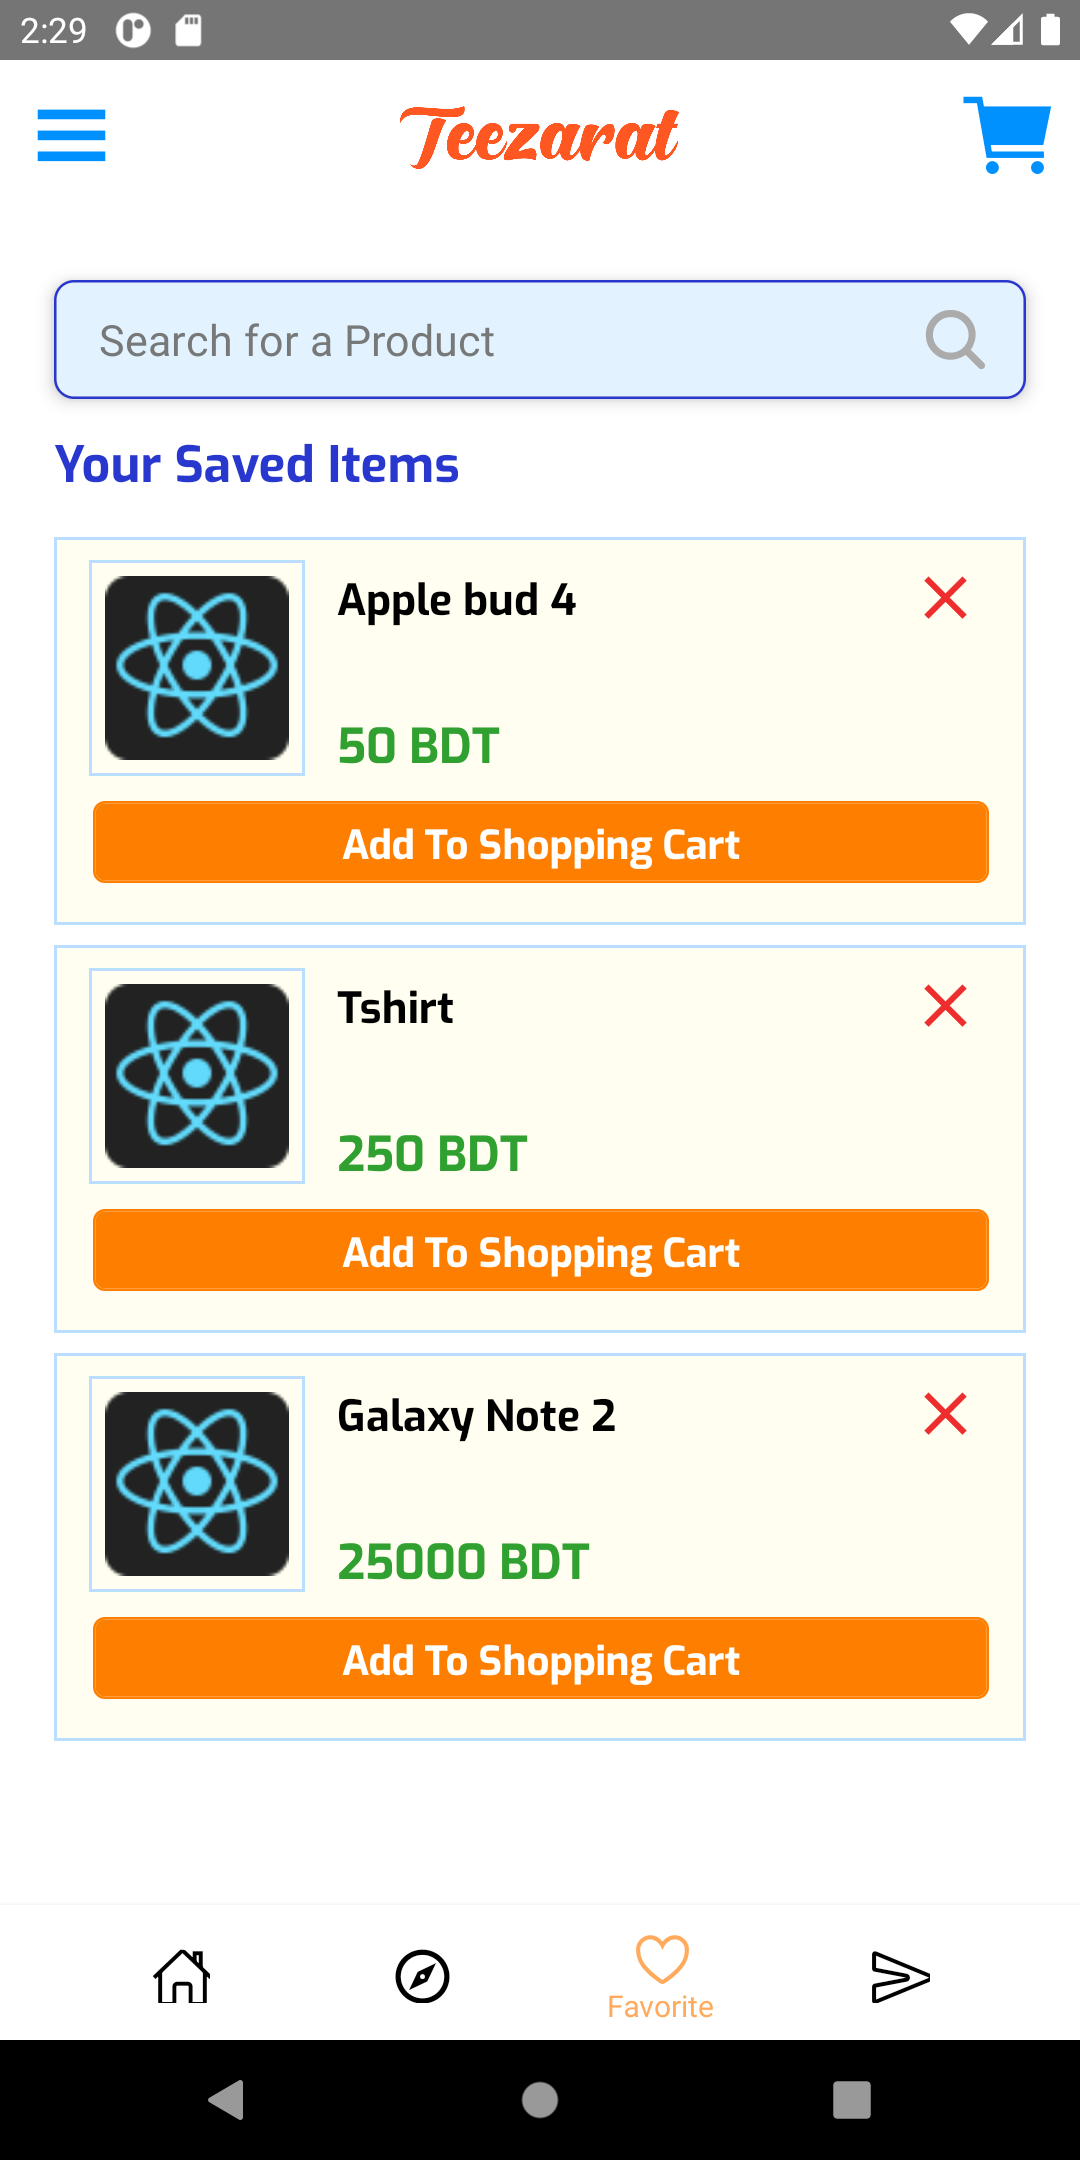 2:29
Teezarat
Search for a Product
Your Saved Items
Apple bud 4
50 BDT
Add To Shopping Cart
Tshirt
250 BDT
Add To Shopping Cart
Galaxy Note 2
25000 BDT
Add To Shopping Cart
Favorite